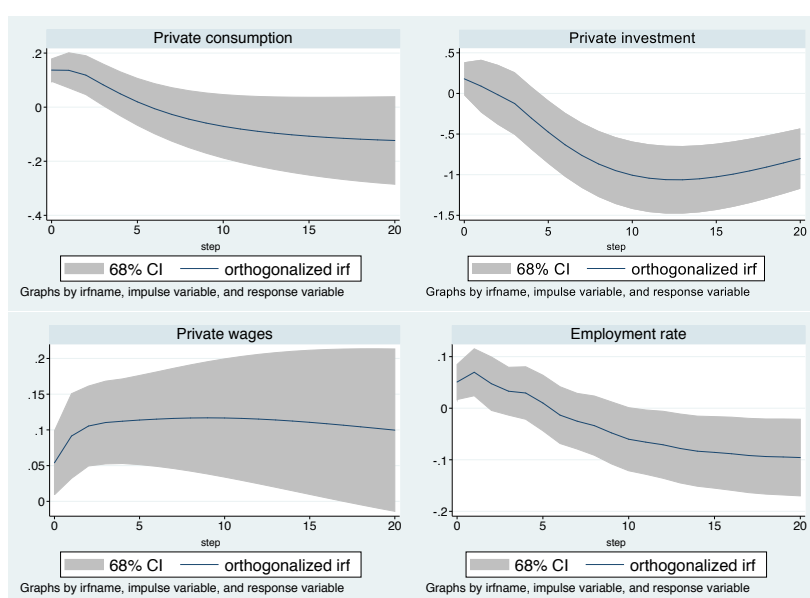 Private consumption
.2
0
-.2
-.4
0 5 10 15 20
step
68% CI orthogonalized irf
Graphs by irfname, impulse variable, and response variable
Private investment
.5
0
-.5
-1
-1.5
0 5 10 15 20
step
68% CI orthogonalized irf
Graphs by irfname, impulse variable, and response variable
Private wages
.2
.15
.1
.05
0
0 5 10 15 20
step
68% CI orthogonalized irf
Graphs by irfname, impulse variable, and response variable
Employment rate
.1
0
-.1
-.2
0 5 10 15 20
step
68% CI orthogonalized irf
Graphs by irfname, impulse variable, and response variable